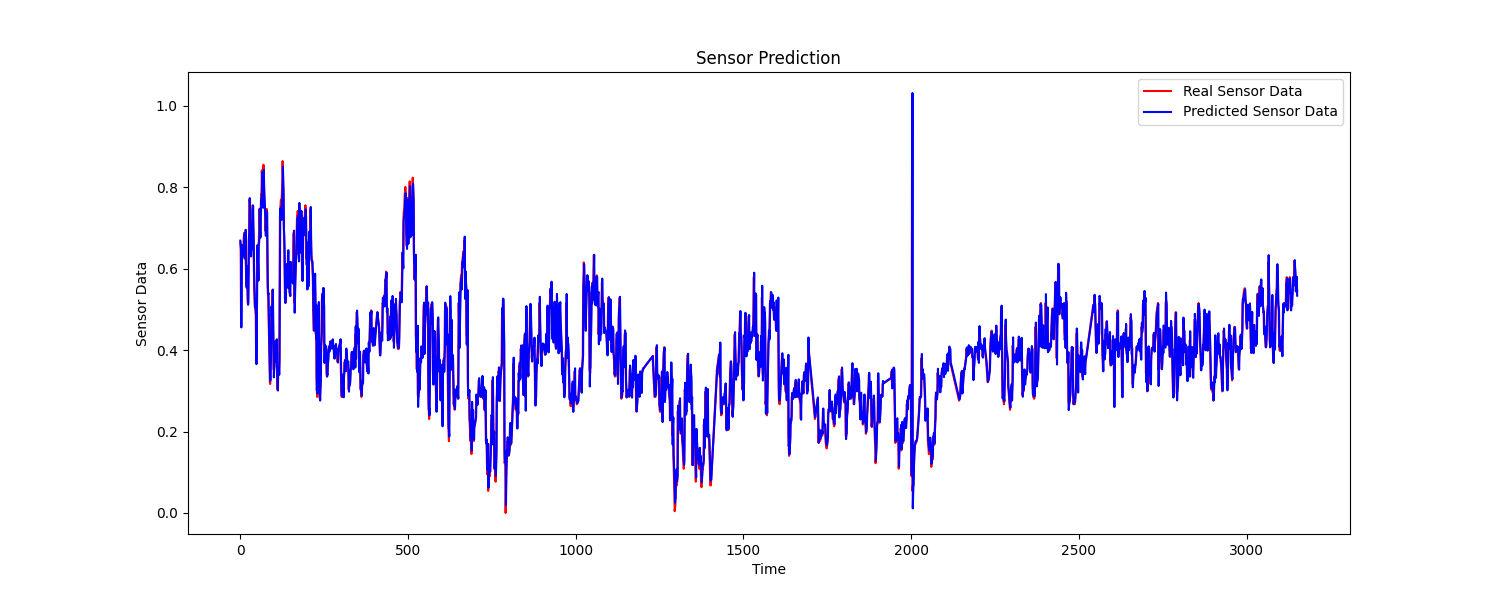 Sensor Prediction
Real Sensor Data
Predicted Sensor Data
Sensor Data
1.0
0.8
0.6
0.4
0.2
0.0
0 500 1000 1500 2000 2500 3000
Time